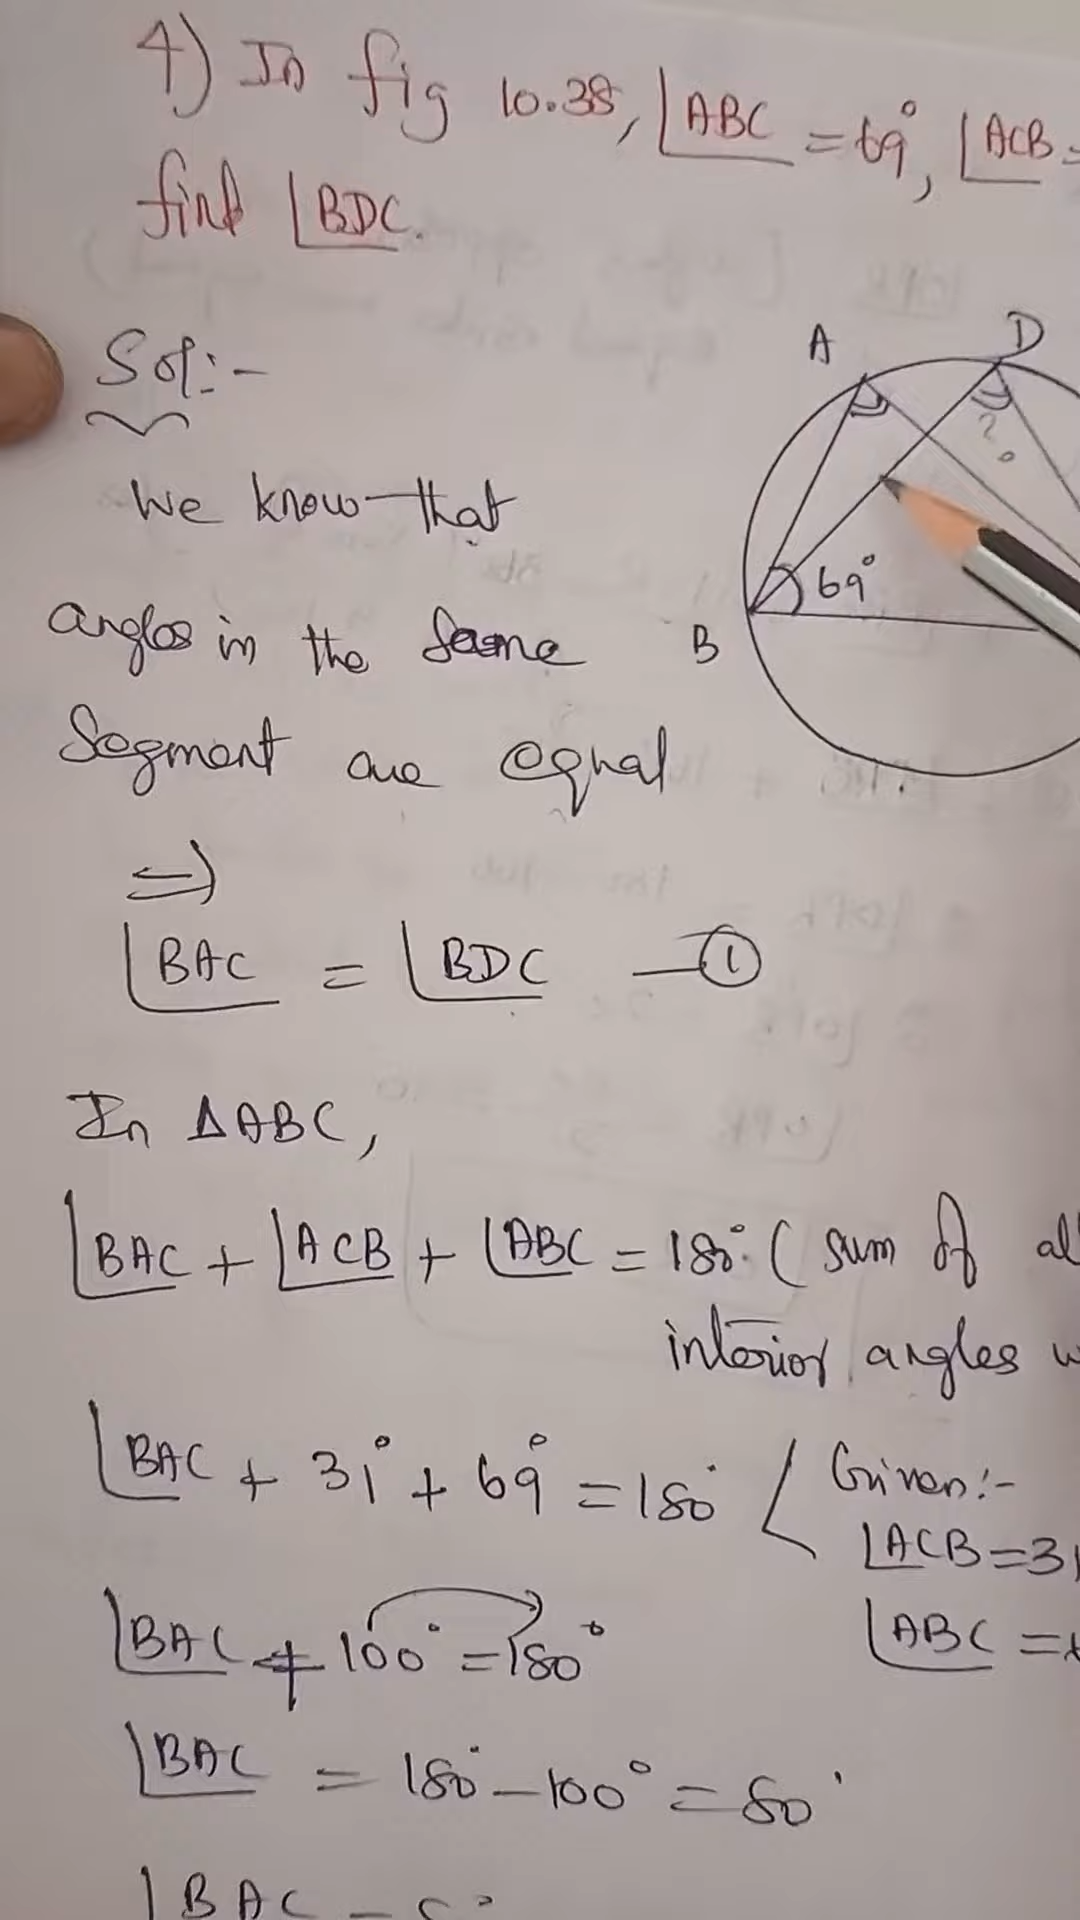 4) In fig 10.38, ∠ABC = 69°, ∠ACB =
find ∠BDC.
Sol:-
A
D
?
We know that
69°
angles in the same
B
Segment are equal
⇒
∠BAC = ∠BDC —①
In ΔABC,
∠BAC + ∠ACB + ∠ABC = 180° ( sum of al
interior angles
∠BAC + 31° + 69° = 180°
Given:-
∠ACB = 31
∠BAC + 100° = 180°
∠ABC =
∠BAC = 180° - 100° = 80°
∠BAC =